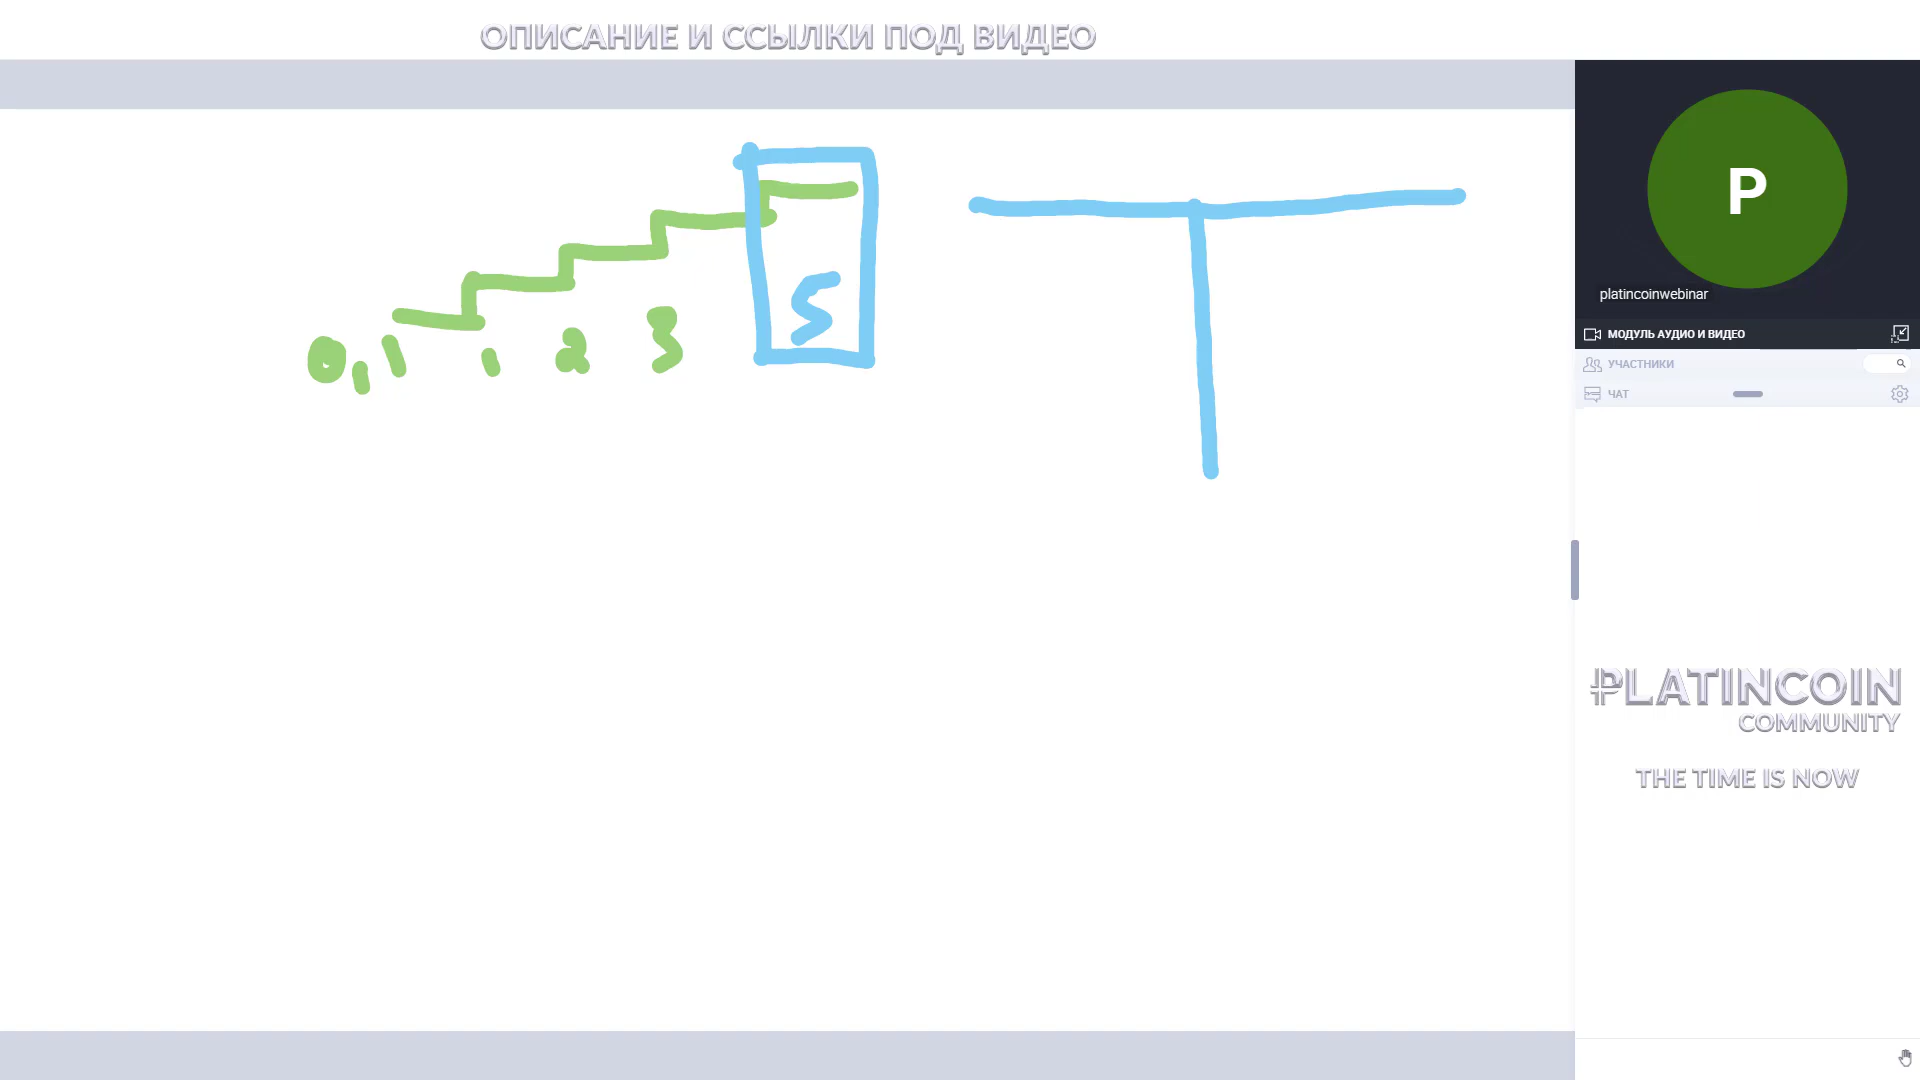 ОПИСАНИЕ И ССЫЛКИ ПОД ВИДЕО
P
platincoinwebinar
МОДУЛЬ АУДИО И ВИДЕО
УЧАСТНИКИ
ЧАТ
0,1 1 2 3 5
PLATINCOIN
COMMUNITY
THE TIME IS NOW